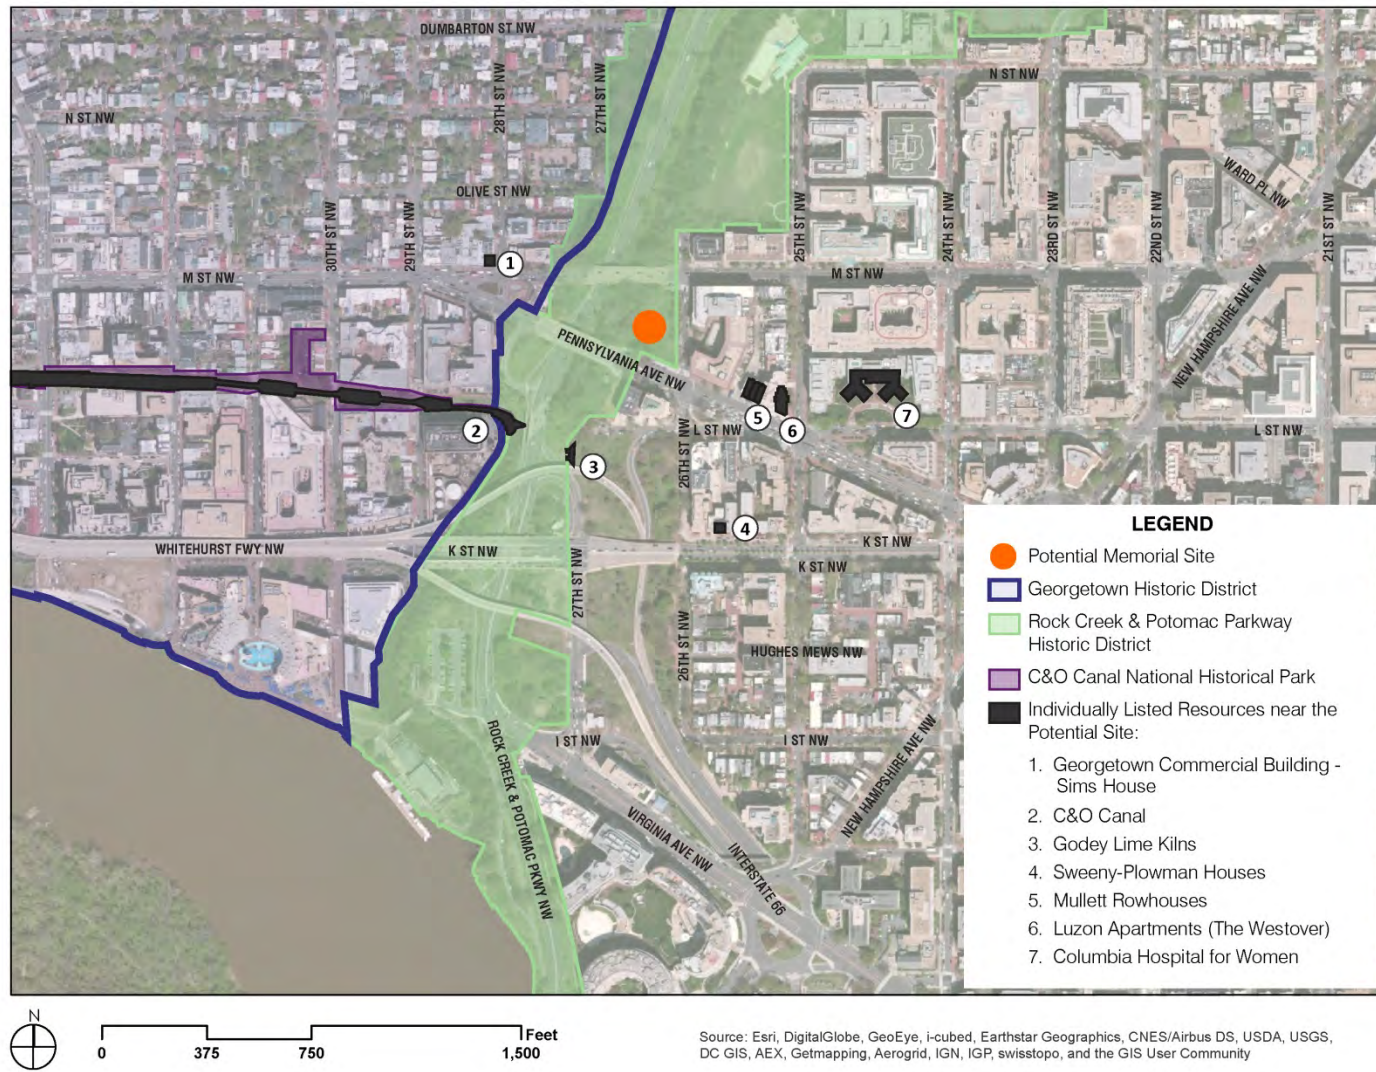 DUMBARTON ST NW
N ST NW
N ST NW
28TH ST NW
27TH ST NW
OLIVE ST NW
WARD PL NW
30TH ST NW
29TH ST NW
25TH ST NW
24TH ST NW
23RD ST NW
22ND ST NW
21ST ST NW
1
M ST NW
M ST NW
NEW HAMPSHIRE AVE NW
PENNSYLVANIA AVE NW
2
3
26TH ST NW
L ST NW
5
6
7
L ST NW
4
WHITEHURST FWY NW
K ST NW
K ST NW
K ST NW
27TH ST NW
26TH ST NW
HUGHES MEWS NW
ROCK CREEK & POTOMAC PKWY NW
I ST NW
I ST NW
VIRGINIA AVE NW
INTERSTATE 66
NEW HAMPSHIRE AVE NW
LEGEND
Potential Memorial Site
Georgetown Historic District
Rock Creek & Potomac Parkway
Historic District
C&O Canal National Historical Park
Individually Listed Resources near the
Potential Site:
1. Georgetown Commercial Building -
Sims House
2. C&O Canal
3. Godey Lime Kilns
4. Sweeny-Plowman Houses
5. Mullett Rowhouses
6. Luzon Apartments (The Westover)
7. Columbia Hospital for Women
N
Feet
0 375 750 1,500
Source: Esri, DigitalGlobe, GeoEye, i-cubed, Earthstar Geographics, CNES/Airbus DS, USDA, USGS,
DC GIS, AEX, Getmapping, Aerogrid, IGN, IGP, swisstopo, and the GIS User Community